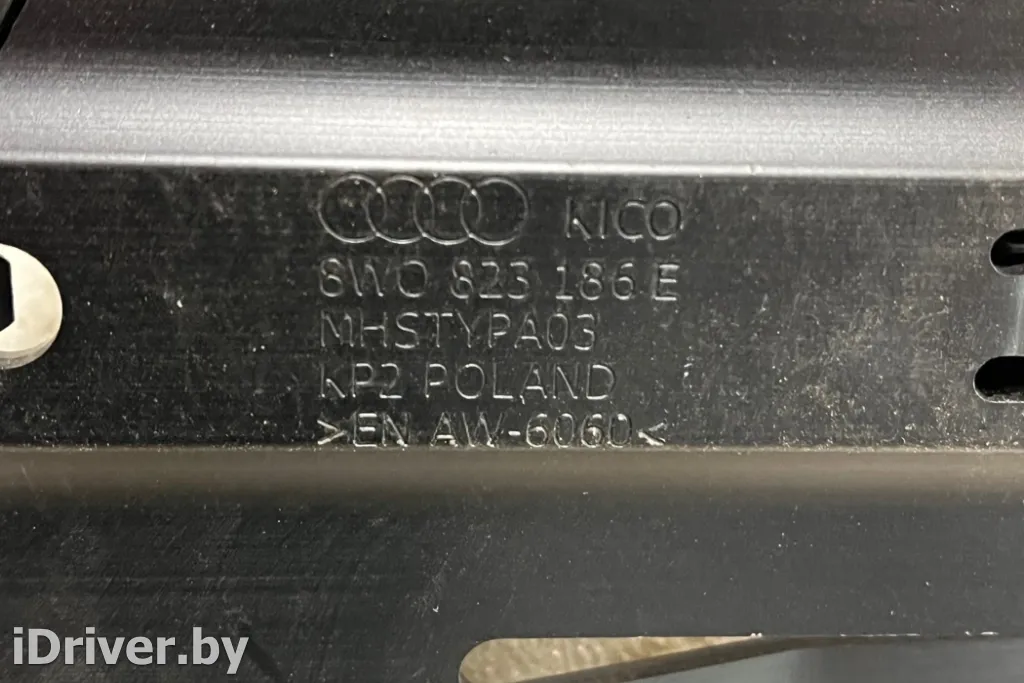 KICO
8W0 823 186 E
MHSTYPA03
KP2 POLAND
>EN AW-6060<
iDriver.by